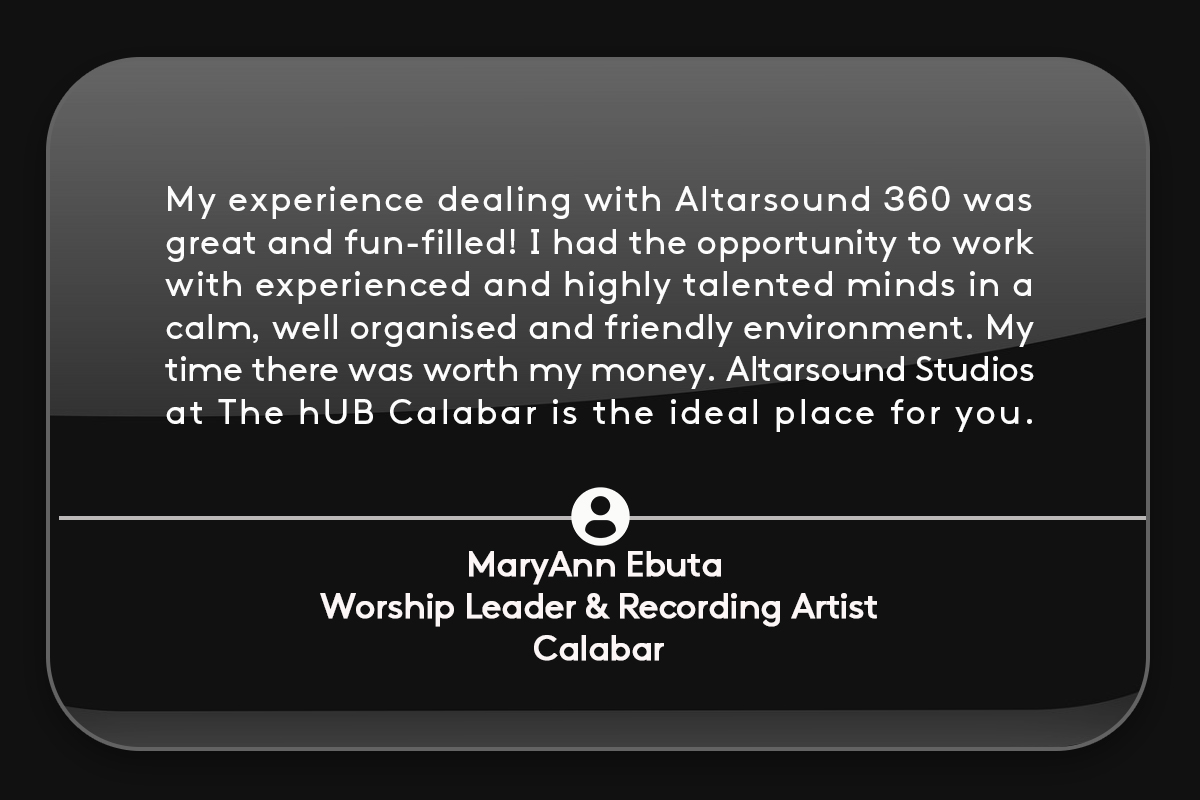 My experience dealing with Altarsound 360 was
great and fun-filled! I had the opportunity to work
with experienced and highly talented minds in a
calm, well organised and friendly environment. My
time there was worth my money. Altarsound Studios
at The hUB Calabar is the ideal place for you.
MaryAnn Ebuta
Worship Leader & Recording Artist
Calabar